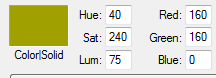 Hue: 40 Red: 160
Sat: 240 Green: 160
Color|Solid Lum: 75 Blue: 0